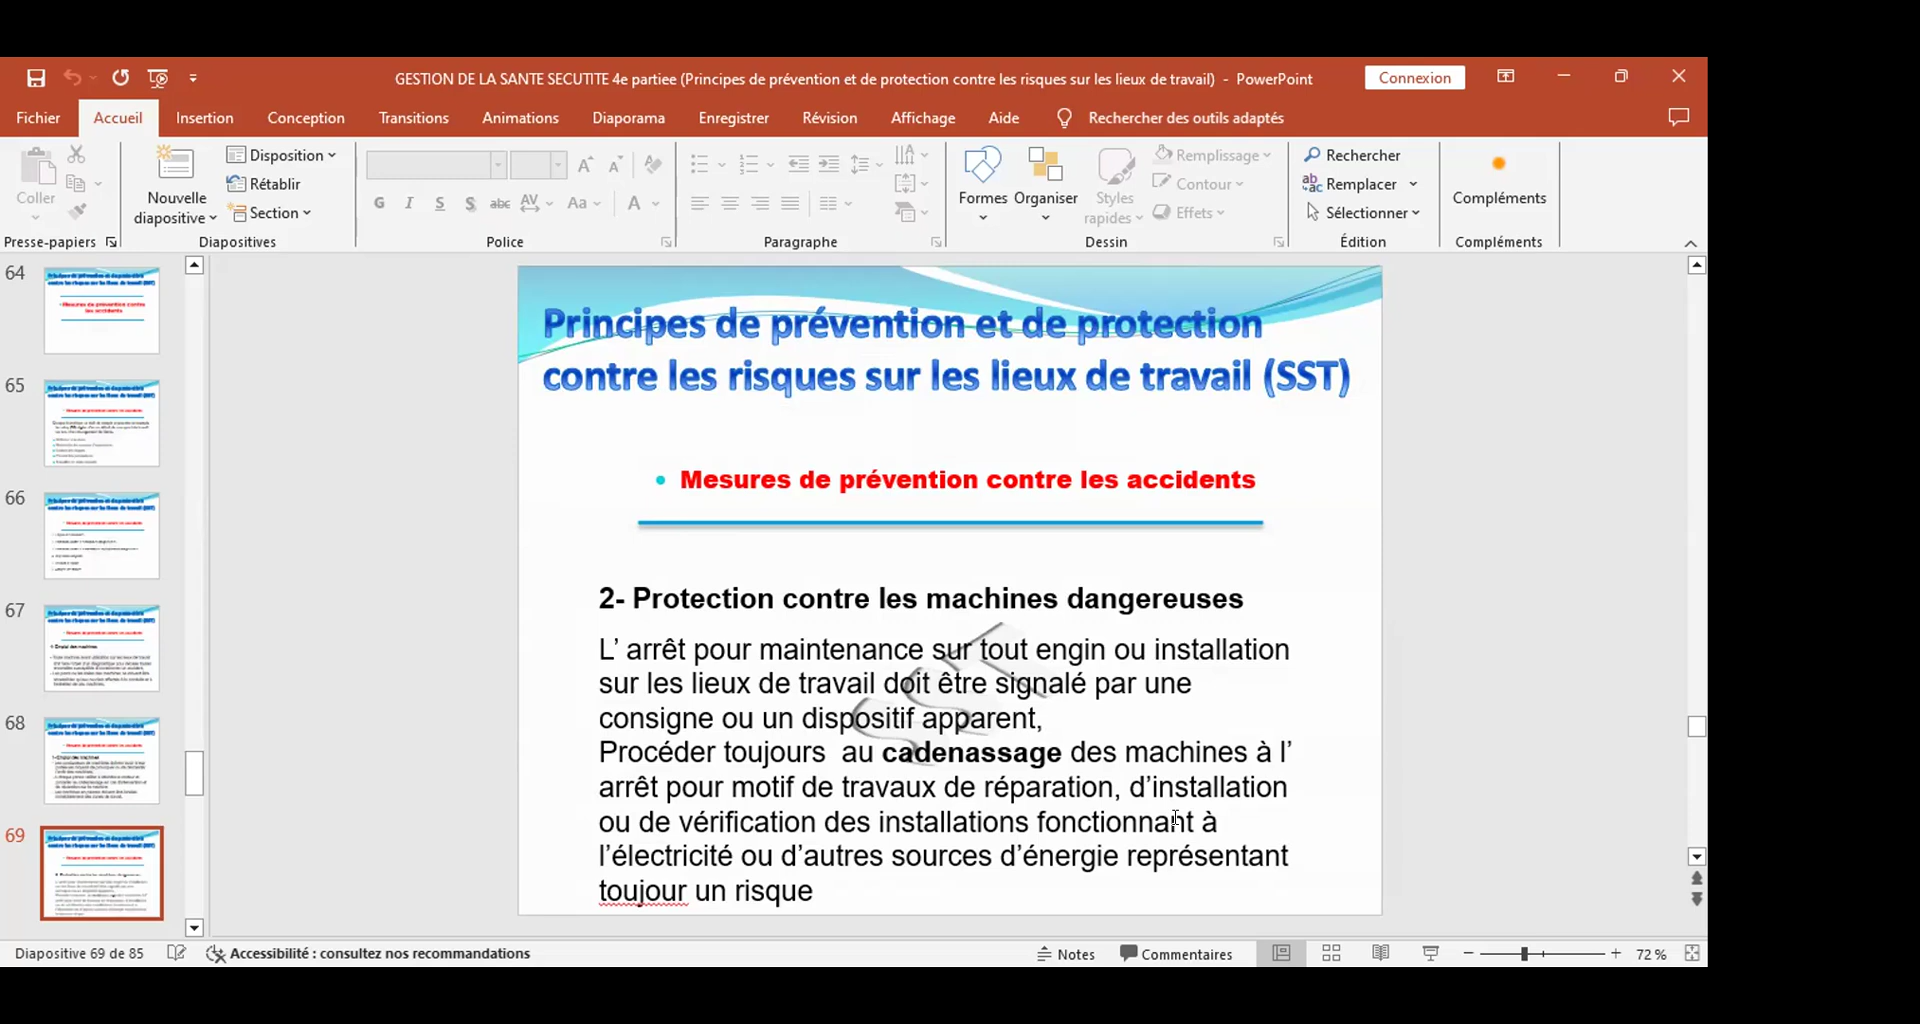 GESTION DE LA SANTE SECUTITE 4e partiee (Principes de prévention et de protection contre les risques sur les lieux de travail) - PowerPoint
Connexion
Fichier
Accueil
Insertion
Conception
Transitions
Animations
Diaporama
Enregistrer
Révision
Affichage
Aide
Rechercher des outils adaptés
Coller
Nouvelle
diapositive
Disposition
Rétablir
Section
G I S S abc AV Aa A
Formes
Organiser
Styles
rapides
Remplissage
Contour
Effets
Rechercher
Remplacer
Sélectionner
Compléments
Presse-papiers
Diapositives
Police
Paragraphe
Dessin
Édition
Compléments
64
65
66
67
68
69
Principes de prévention et de protection
contre les risques sur les lieux de travail (SST)
• Mesures de prévention contre les accidents
2- Protection contre les machines dangereuses
L’ arrêt pour maintenance sur tout engin ou installation
sur les lieux de travail doit être signalé par une
consigne ou un dispositif apparent,
Procéder toujours au cadenassage des machines à l’
arrêt pour motif de travaux de réparation, d’installation
ou de vérification des installations fonctionnant à
l’électricité ou d’autres sources d’énergie représentant
toujour un risque
SST
Diapositive 69 de 85
Accessibilité : consultez nos recommandations
Notes
Commentaires
72 %